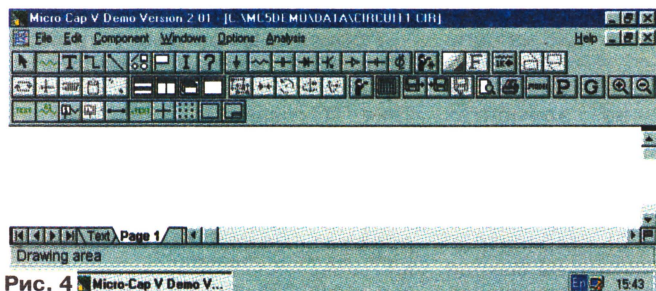 Micro Cap V Demo Version 2 01 - [C \MC5DEMO\DATA\CIRCUIT1 CIR]
File Edit Component Windows Options Analysis Help
T I ?
F
P G
TEXT
Text Page 1
Drawing area
Рис. 4 Micro-Cap V Demo V... En 15:43